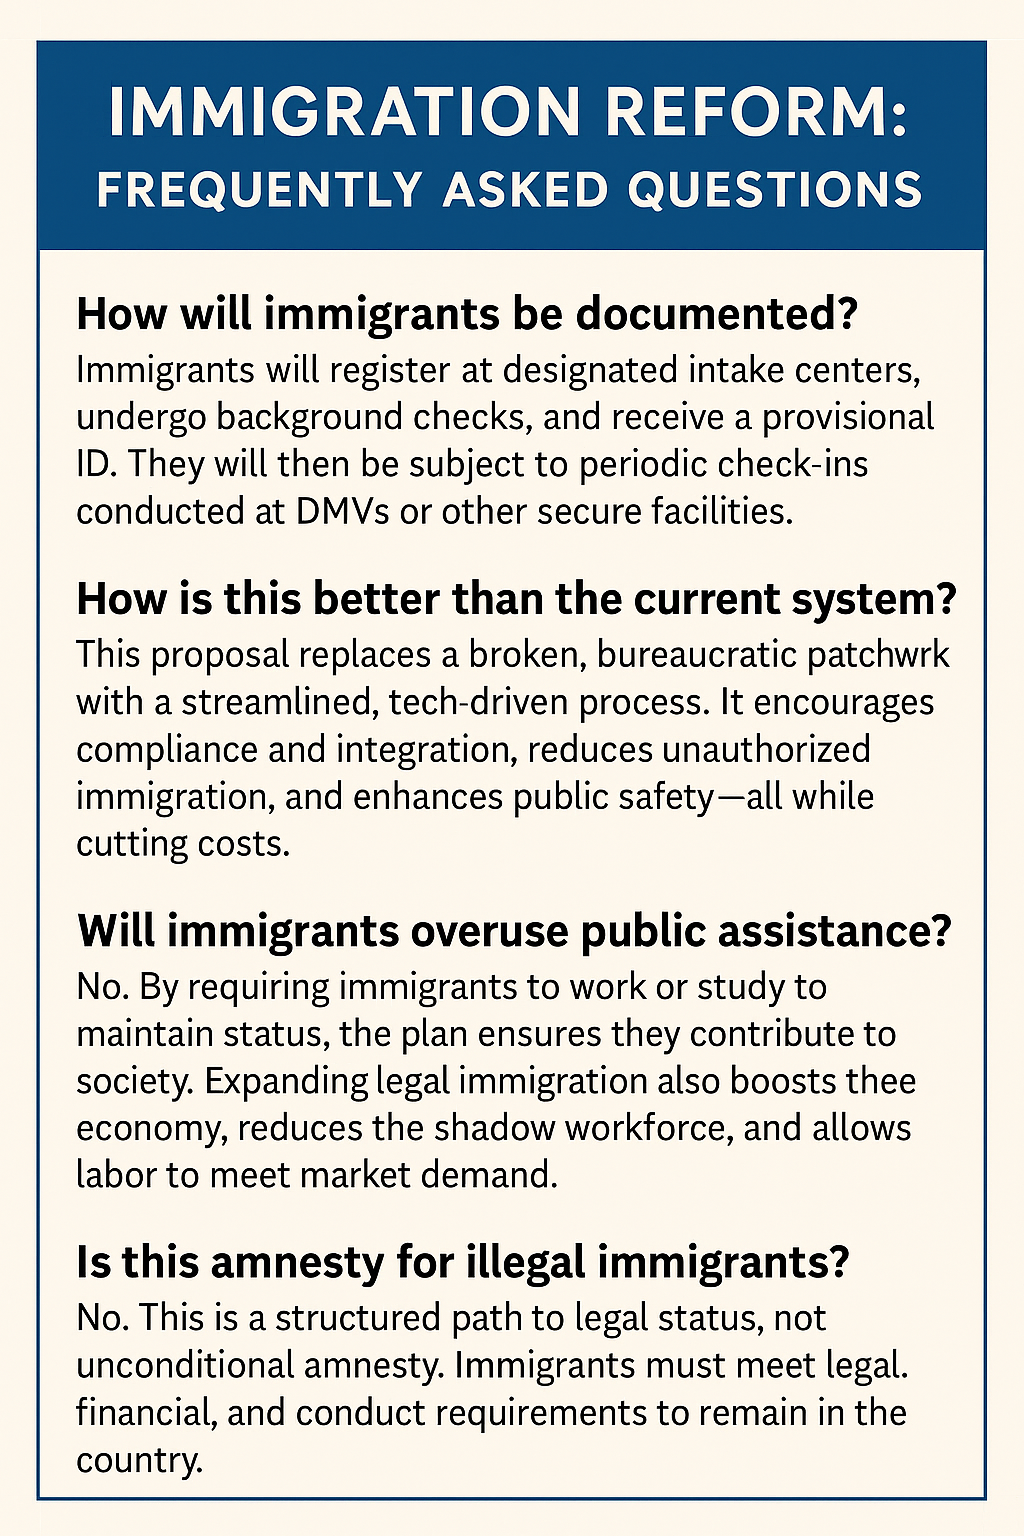 IMMIGRATION REFORM:
FREQUENTLY ASKED QUESTIONS
How will immigrants be documented?
Immigrants will register at designated intake centers,
undergo background checks, and receive a provisional
ID. They will then be subject to periodic check-ins
conducted at DMVs or other secure facilities.
How is this better than the current system?
This proposal replaces a broken, bureaucratic patchwrk
with a streamlined, tech-driven process. It encourages
compliance and integration, reduces unauthorized
immigration, and enhances public safety—all while
cutting costs.
Will immigrants overuse public assistance?
No. By requiring immigrants to work or study to
maintain status, the plan ensures they contribute to
society. Expanding legal immigration also boosts thee
economy, reduces the shadow workforce, and allows
labor to meet market demand.
Is this amnesty for illegal immigrants?
No. This is a structured path to legal status, not
unconditional amnesty. Immigrants must meet legal.
financial, and conduct requirements to remain in the
country.